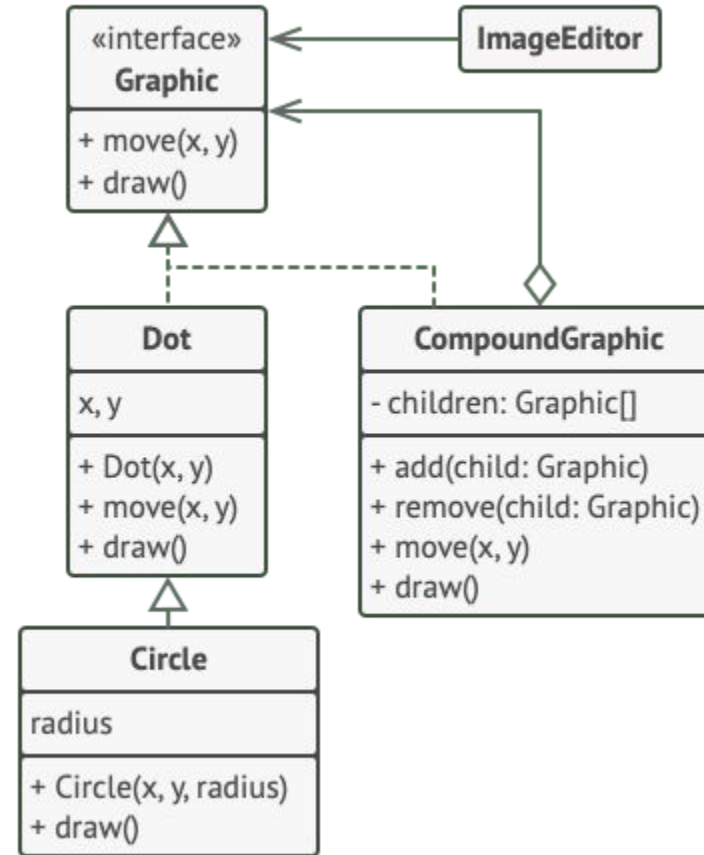 «interface»
Graphic
+ move(x, y)
+ draw()
ImageEditor
Dot
x, y
+ Dot(x, y)
+ move(x, y)
+ draw()
CompoundGraphic
- children: Graphic[]
+ add(child: Graphic)
+ remove(child: Graphic)
+ move(x, y)
+ draw()
Circle
radius
+ Circle(x, y, radius)
+ draw()